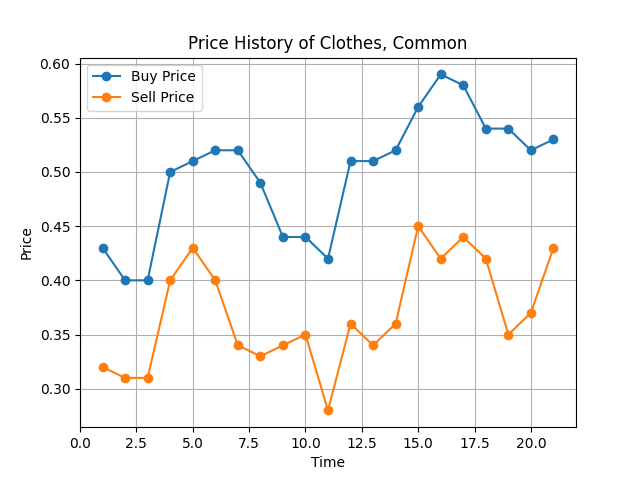 Price History of Clothes, Common
Buy Price
Sell Price
Price
0.60
0.55
0.50
0.45
0.40
0.35
0.30
0.0 2.5 5.0 7.5 10.0 12.5 15.0 17.5 20.0
Time